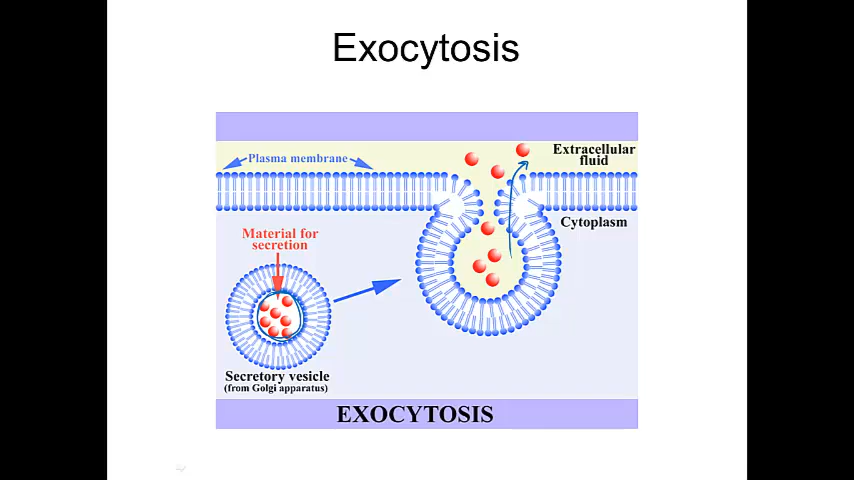 Exocytosis
Plasma membrane
Extracellular
fluid
Cytoplasm
Material for
secretion
Secretory vesicle
(from Golgi apparatus)
EXOCYTOSIS